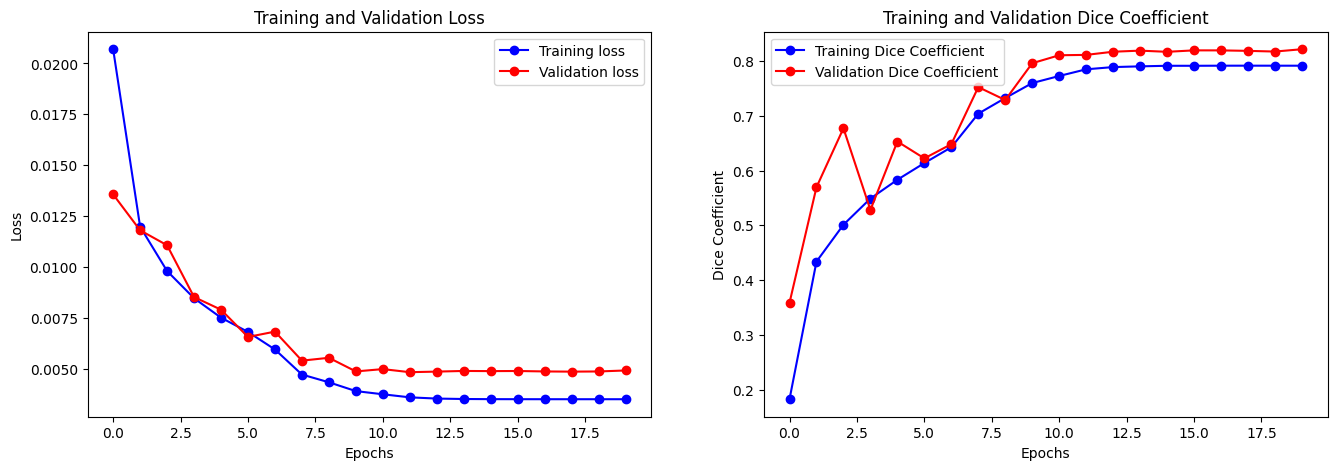 Training and Validation Loss
Training loss
Validation loss
Loss
0.0200
0.0175
0.0150
0.0125
0.0100
0.0075
0.0050
0.0 2.5 5.0 7.5 10.0 12.5 15.0 17.5
Epochs
Training and Validation Dice Coefficient
Training Dice Coefficient
Validation Dice Coefficient
Dice Coefficient
0.8
0.7
0.6
0.5
0.4
0.3
0.2
0.0 2.5 5.0 7.5 10.0 12.5 15.0 17.5
Epochs